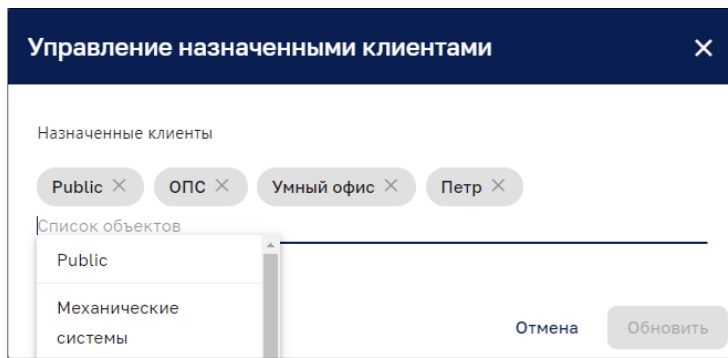 Управление назначенными клиентами
Назначенные клиенты
Public ОПС Умный офис Петр
Список объектов
Public
Механические
системы
Отмена Обновить